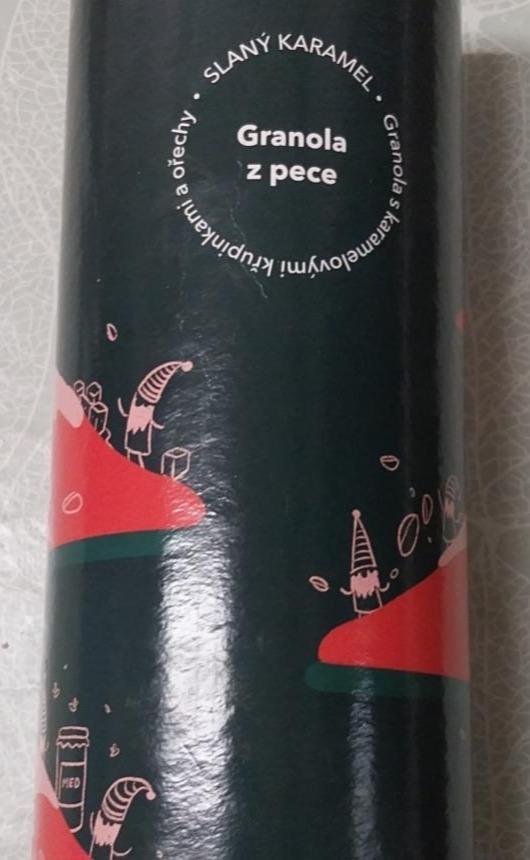 SLANÝ KARAMEL • Granola s karamelovými křupinkami a ořechy •
Granola
z pece
MED